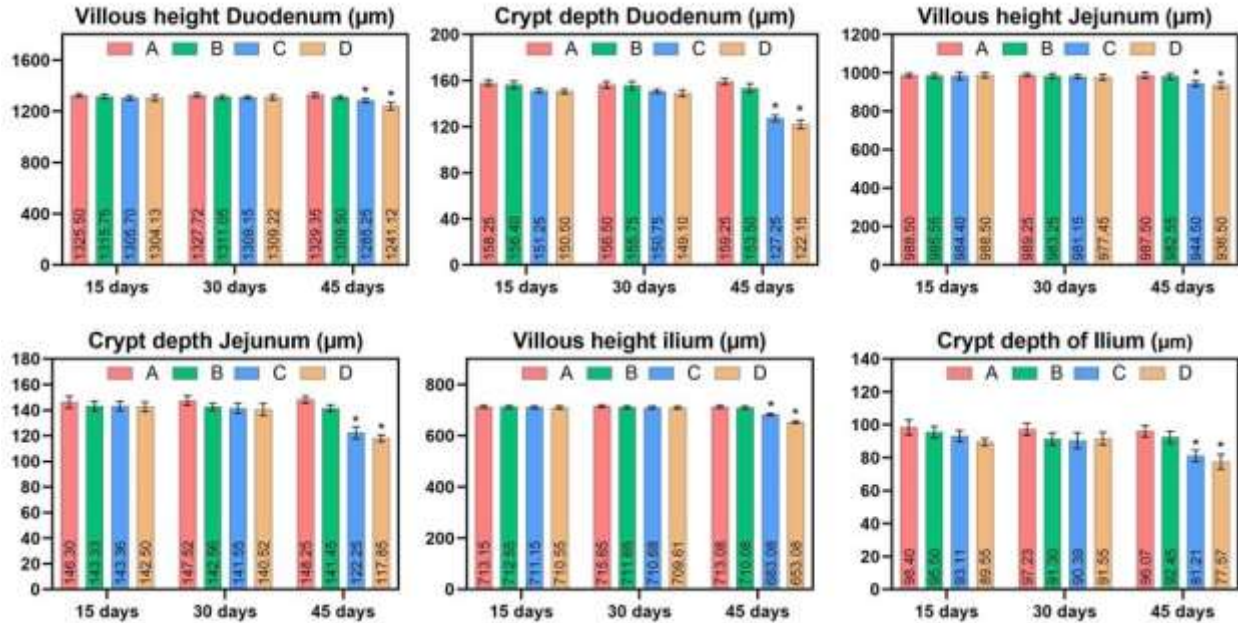 Villous height Duodenum (µm)
A B C D
1600
1200
800
400
0
* *
1325.50 1315.75 1305.70 1304.13 1327.72 1309.22 1329.35 1309.50 1241.12
15 days 30 days 45 days
Crypt depth Duodenum (µm)
A B C D
200
160
120
80
40
0
* *
158.25 156.40 151.25 150.50 156.50 155.75 150.75 149.10 159.25 153.50 127.25 122.15
15 days 30 days 45 days
Villous height Jejunum (µm)
A B C D
1200
1000
800
600
400
200
0
* *
988.50 985.55 984.40 988.50 989.25 983.25 981.15 977.45 987.50 982.55 944.50 936.50
15 days 30 days 45 days
Crypt depth Jejunum (µm)
A B C D
180
160
140
120
100
80
60
40
20
0
* *
146.30 143.33 143.36 142.50 147.52 142.56 141.55 140.52 148.25 141.45 122.25 117.85
15 days 30 days 45 days
Villous height ilium (µm)
A B C D
800
600
400
200
0
* *
713.15 712.55 711.15 710.55 715.65 711.65 710.68 709.61 713.08 710.08 683.08 653.08
15 days 30 days 45 days
Crypt depth of Ilium (µm)
A B C D
140
120
100
80
60
40
20
0
* *
98.40 95.50 93.11 89.55 97.23 91.30 91.55 96.07 92.45 81.21 77.57
15 days 30 days 45 days